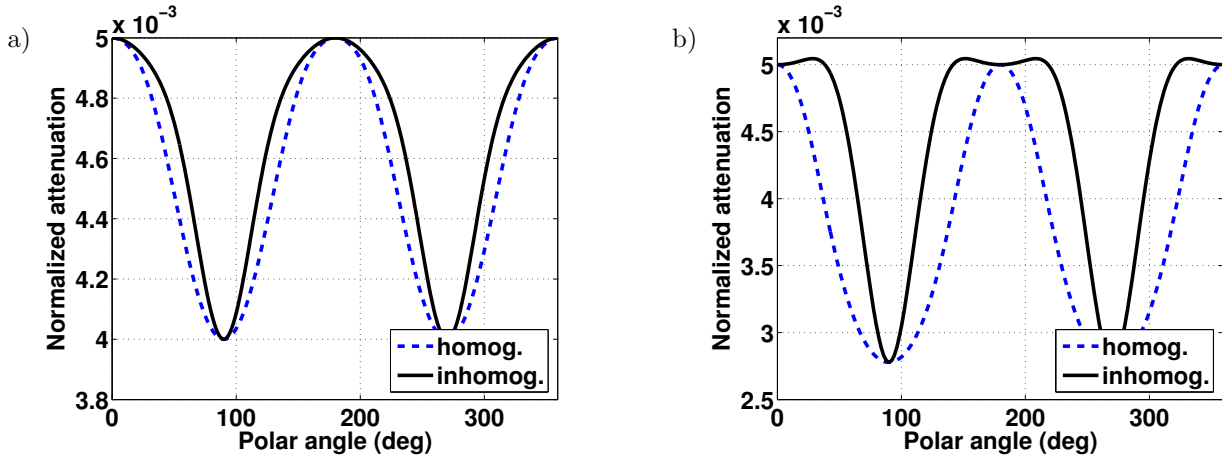 a)
x 10⁻³
5
4.8
4.6
4.4
4.2
4
3.8
Normalized attenuation
0 100 200 300
Polar angle (deg)
homog.
inhomog.
b)
x 10⁻³
5
4.5
4
3.5
3
2.5
Normalized attenuation
0 100 200 300
Polar angle (deg)
homog.
inhomog.